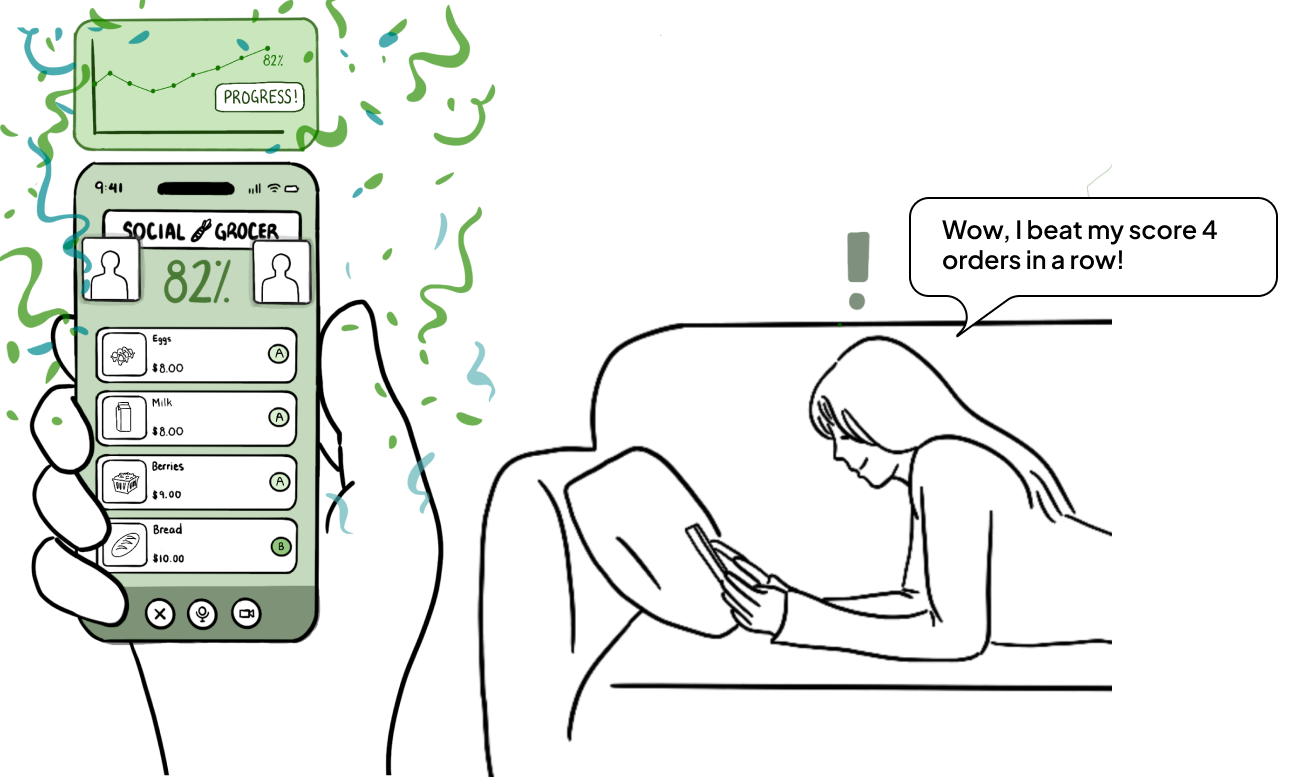 82%
PROGRESS!
9:41
SOCIAL GROCER
82%
Eggs
$8.00
A
Milk
$8.00
A
Berries
$9.00
A
Bread
$10.00
B
Wow, I beat my score 4
orders in a row!